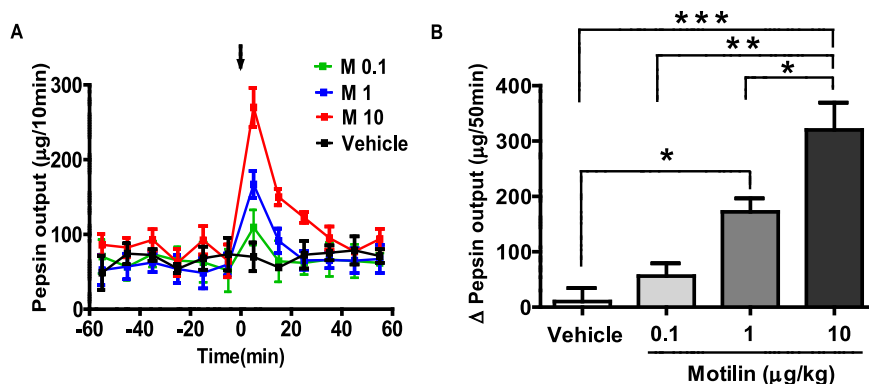 A
Pepsin output (μg/10min)
300
200
100
0
-60 -40 -20 0 20 40 60
Time(min)
M 0.1
M 1
M 10
Vehicle
B
Δ Pepsin output (μg/50min)
400
300
200
100
0
***
**
*
*
Vehicle 0.1 1 10
Motilin (μg/kg)